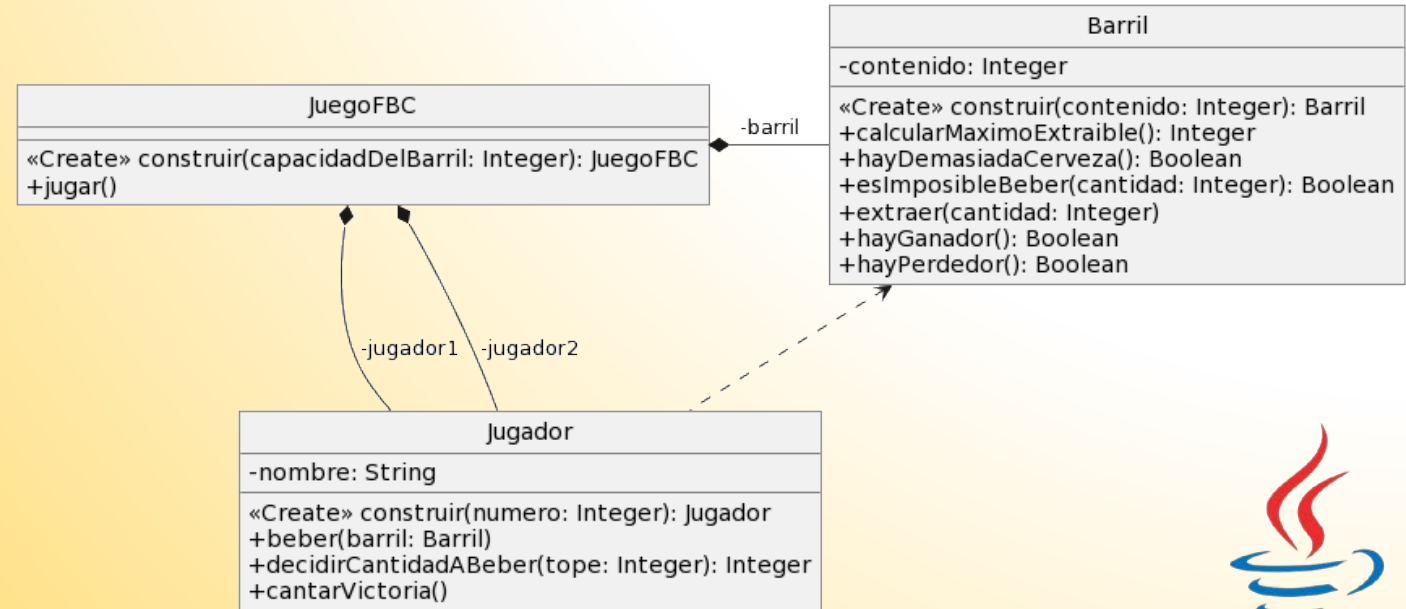 JuegoFBC
«Create» construir(capacidadDelBarril: Integer): JuegoFBC
+jugar()
-barril
Barril
-contenido: Integer
«Create» construir(contenido: Integer): Barril
+calcularMaximoExtraible(): Integer
+hayDemasiadaCerveza(): Boolean
+esImposibleBeber(cantidad: Integer): Boolean
+extraer(cantidad: Integer)
+hayGanador(): Boolean
+hayPerdedor(): Boolean
-jugador1
-jugador2
Jugador
-nombre: String
«Create» construir(numero: Integer): Jugador
+beber(barril: Barril)
+decidirCantidadABeber(tope: Integer): Integer
+cantarVictoria()